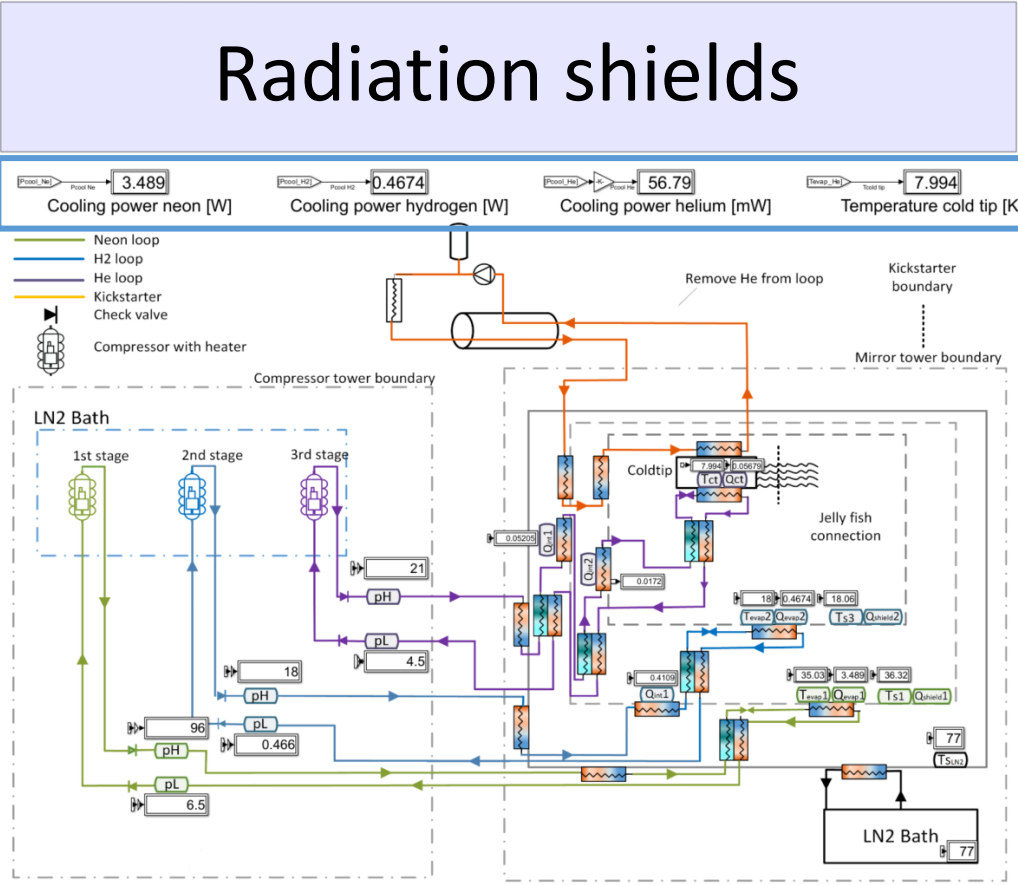 Radiation shields
[Pcool_Ne]
Pcool Ne
3.489
Cooling power neon [W]
[Pcool_H2]
Pcool H2
0.4674
Cooling power hydrogen [W]
[Pcool_He]
-K-
Pcool He
56.79
Cooling power helium [mW]
[Tevap_He]
Tcold tip
7.994
Temperature cold tip [K
Neon loop
H2 loop
He loop
Kickstarter
Check valve
Compressor with heater
Remove He from loop
Kickstarter
boundary
Mirror tower boundary
Compressor tower boundary
LN2 Bath
1st stage
2nd stage
3rd stage
Coldtip
7.994
0.05679
Tct
Qct
Jelly fish
connection
0.05205
Qint1
Qint2
0.0172
21
pH
pL
4.5
18
0.4674
18.06
Tevap2
Qevap2
Ts3
Qshield2
18
pH
96
pL
0.466
0.4109
Qint1
35.03
3.489
36.32
Tevap1
Qevap1
Ts1
Qshield1
pH
pL
6.5
77
TSLN2
LN2 Bath
77